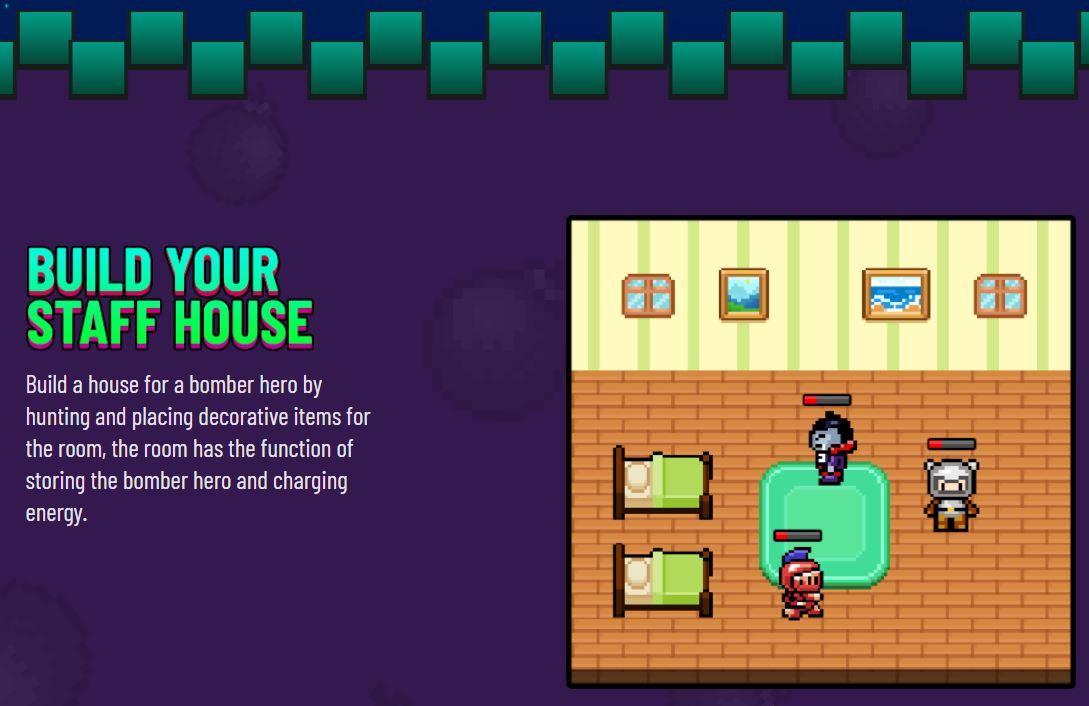 BUILD YOUR
STAFF HOUSE
Build a house for a bomber hero by
hunting and placing decorative items for
the room, the room has the function of
storing the bomber hero and charging
energy.